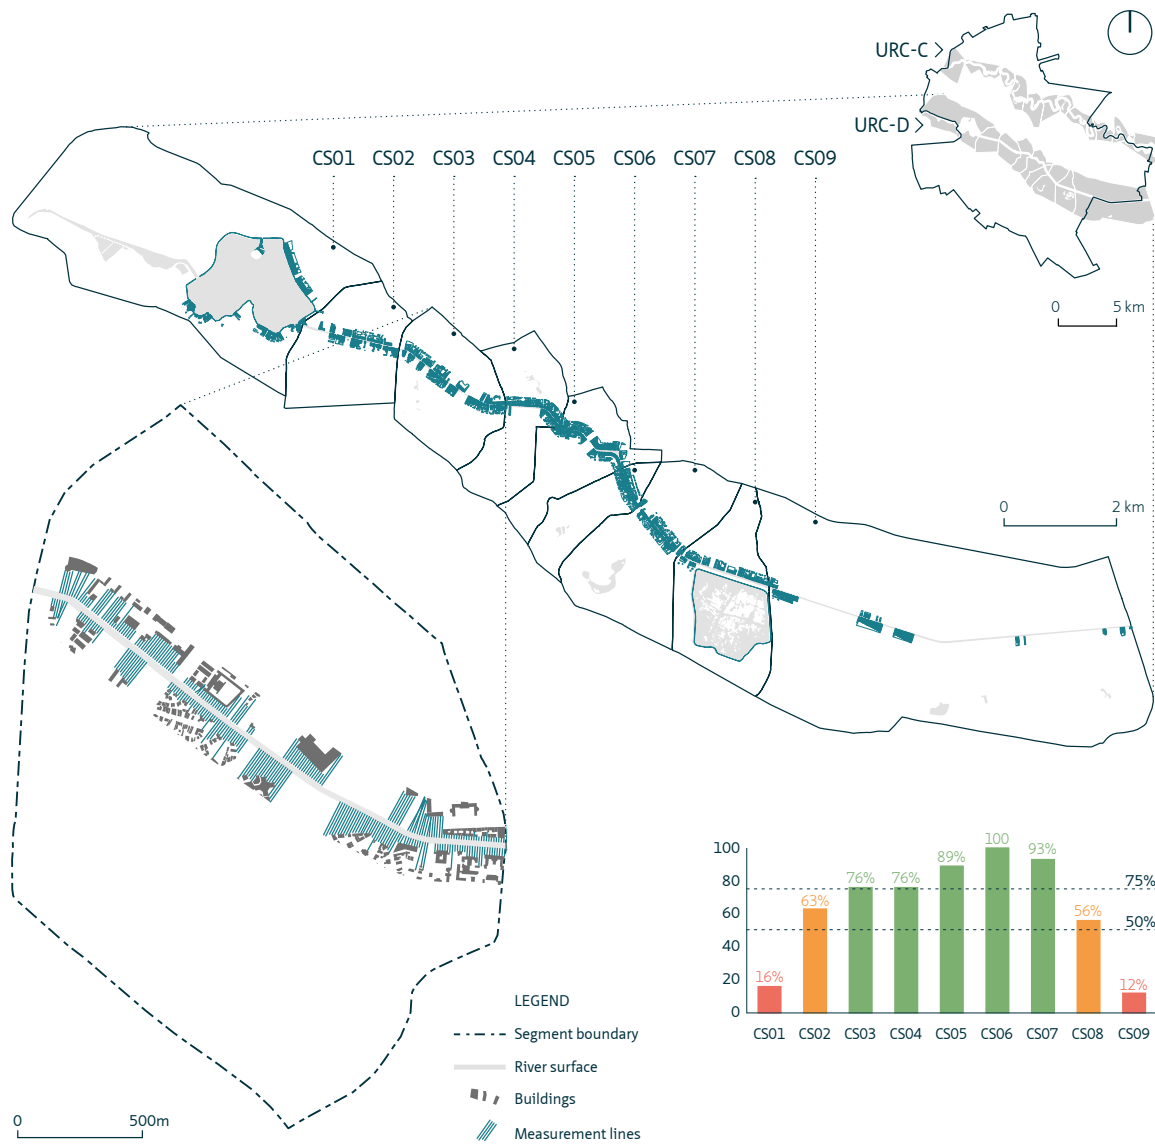 URC-C
URC-D
0 5 km
CS01 CS02 CS03 CS04 CS05 CS06 CS07 CS08 CS09
0 2 km
0 500m
LEGEND
Segment boundary
River surface
Buildings
Measurement lines
100
80
60
40
20
0
16%
63%
76%
76%
89%
100
93%
56%
12%
75%
50%
CS01 CS02 CS03 CS04 CS05 CS06 CS07 CS08 CS09